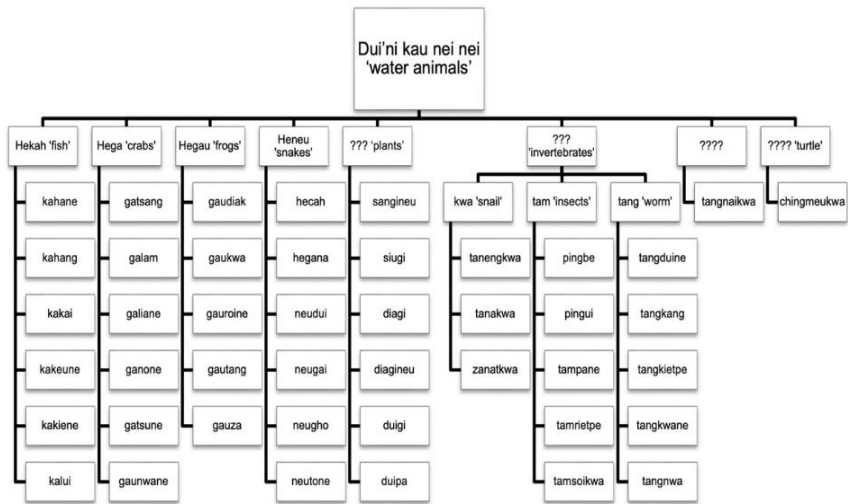 Dui'ni kau nei nei
'water animals'
Hekah 'fish'
Hega 'crabs'
Hegau 'frogs'
Heneu
'snakes'
??? 'plants'
???
'invertebrates'
????
???? 'turtle'
kahane
gatsang
gaudiak
hecah
sangineu
kwa 'snail'
tam 'insects'
tang 'worm'
tangnaikwa
chingmeukwa
kahang
galam
gaukwa
hegana
siugi
tanengkwa
pingbe
tangduine
kakai
galiane
gauroine
neudui
diagi
tanakwa
pingui
tangkang
kakeune
ganone
gautang
neugai
diagineu
zanatkwa
tampane
tangkietpe
kakiene
gatsune
gauza
neugho
duigi
tamrietpe
tangkwane
kalui
gaunwane
neutone
duipa
tamsoikwa
tangnwa